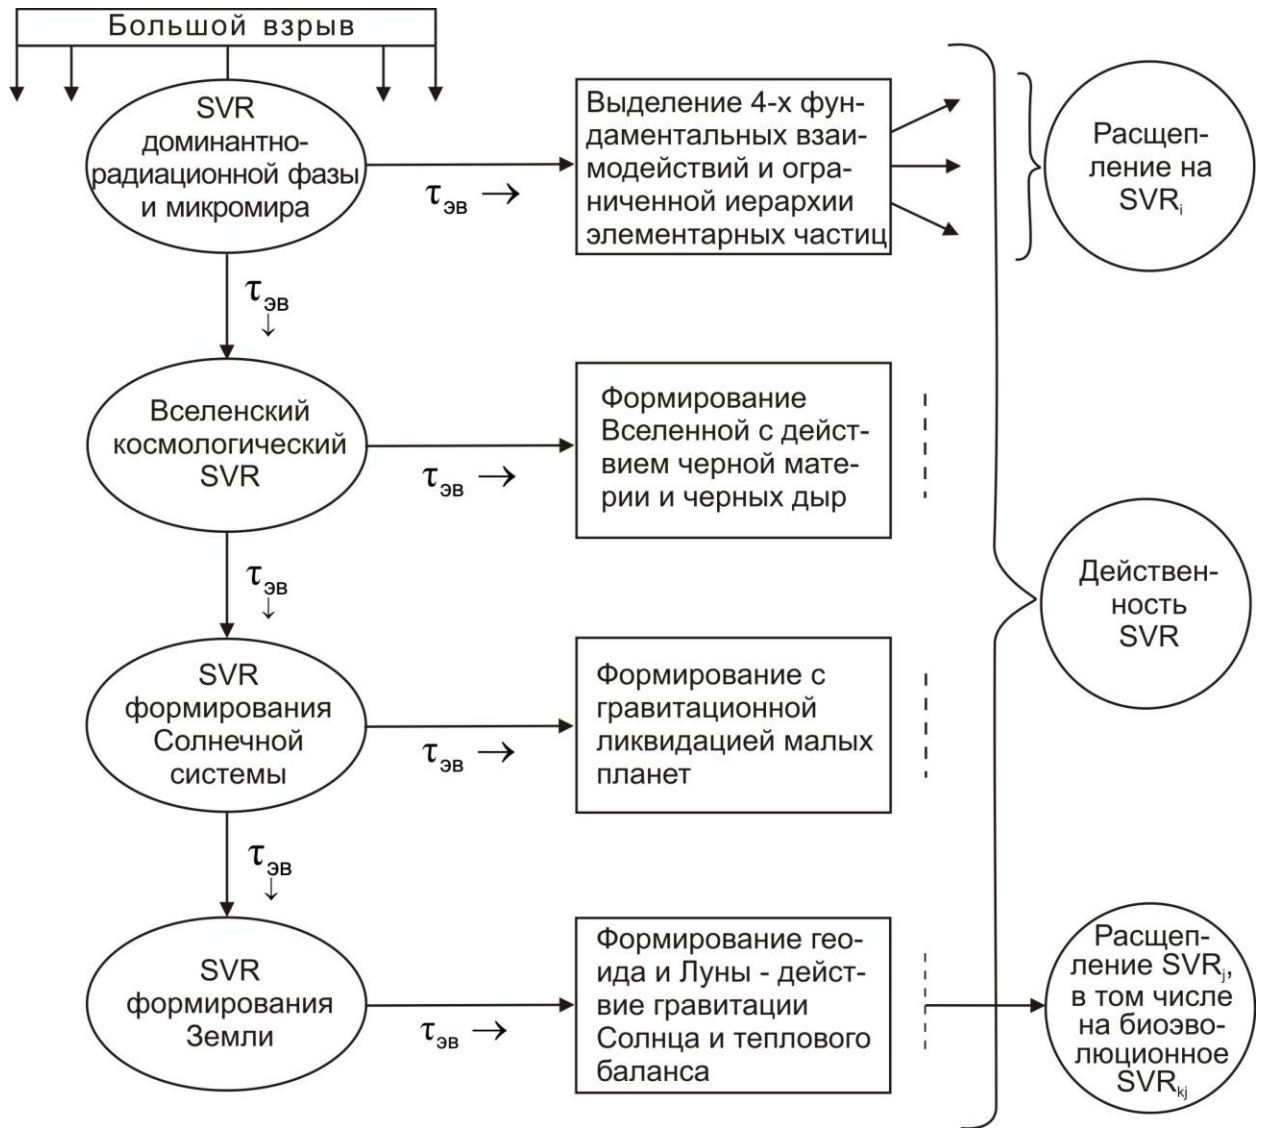 Большой взрыв
SVR
доминантно-
радиационной фазы
и микромира
τэв →
Выделение 4-х фун-
даментальных взаи-
модействий и огра-
ниченной иерархии
элементарных частиц
Расщеп-
ление на
SVRi
τэв
↓
Вселенский
космологический
SVR
τэв →
Формирование
Вселенной с дейст-
вием черной мате-
рии и черных дыр
Действен-
ность
SVR
τэв
↓
SVR
формирования
Солнечной
системы
τэв →
Формирование с
гравитационной
ликвидацией малых
планет
τэв
↓
SVR
формирования
Земли
τэв →
Формирование гео-
ида и Луны - дейст-
вие гравитации
Солнца и теплового
баланса
Расщеп-
ление SVRj,
в том числе
на биоэво-
люционное
SVRkj